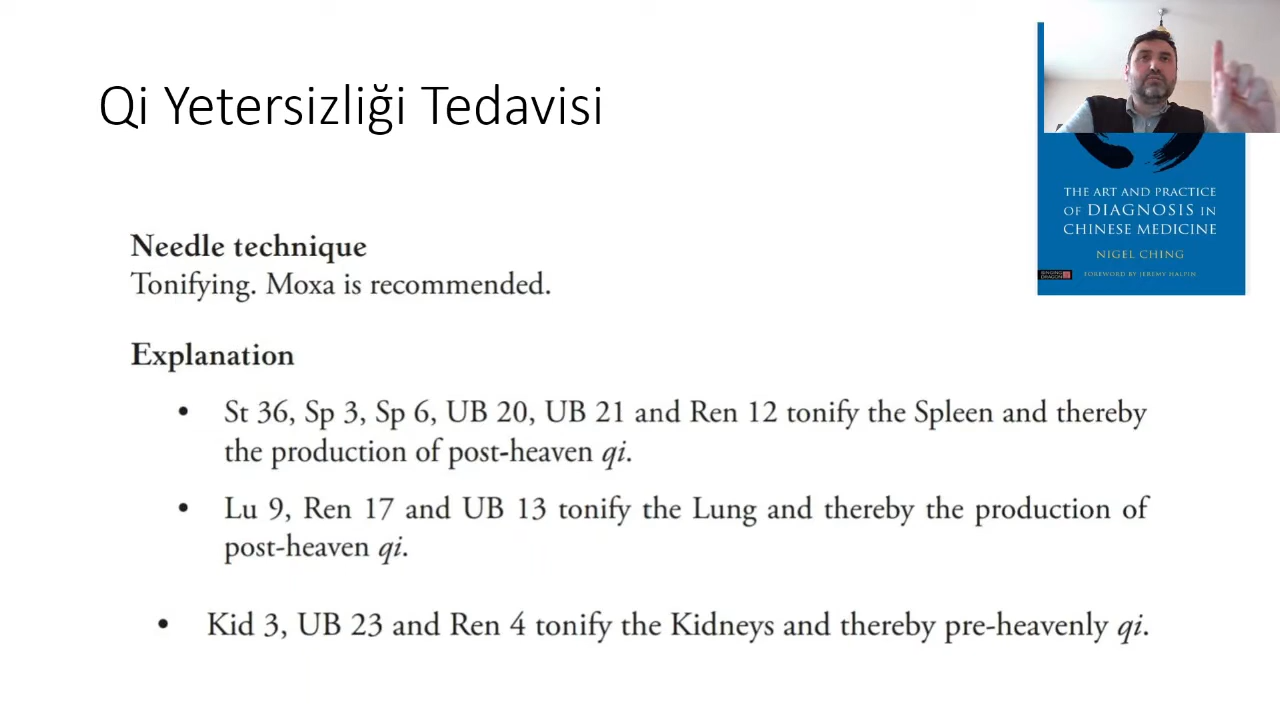 Qi Yetersizliği Tedavisi
THE ART AND PRACTICE
OF DIAGNOSIS IN
CHINESE MEDICINE
NIGEL CHING
SINGING
DRAGON
FOREWORD BY JEREMY HALPIN
Needle technique
Tonifying. Moxa is recommended.
Explanation
• St 36, Sp 3, Sp 6, UB 20, UB 21 and Ren 12 tonify the Spleen and thereby
the production of post-heaven qi.
• Lu 9, Ren 17 and UB 13 tonify the Lung and thereby the production of
post-heaven qi.
• Kid 3, UB 23 and Ren 4 tonify the Kidneys and thereby pre-heavenly qi.